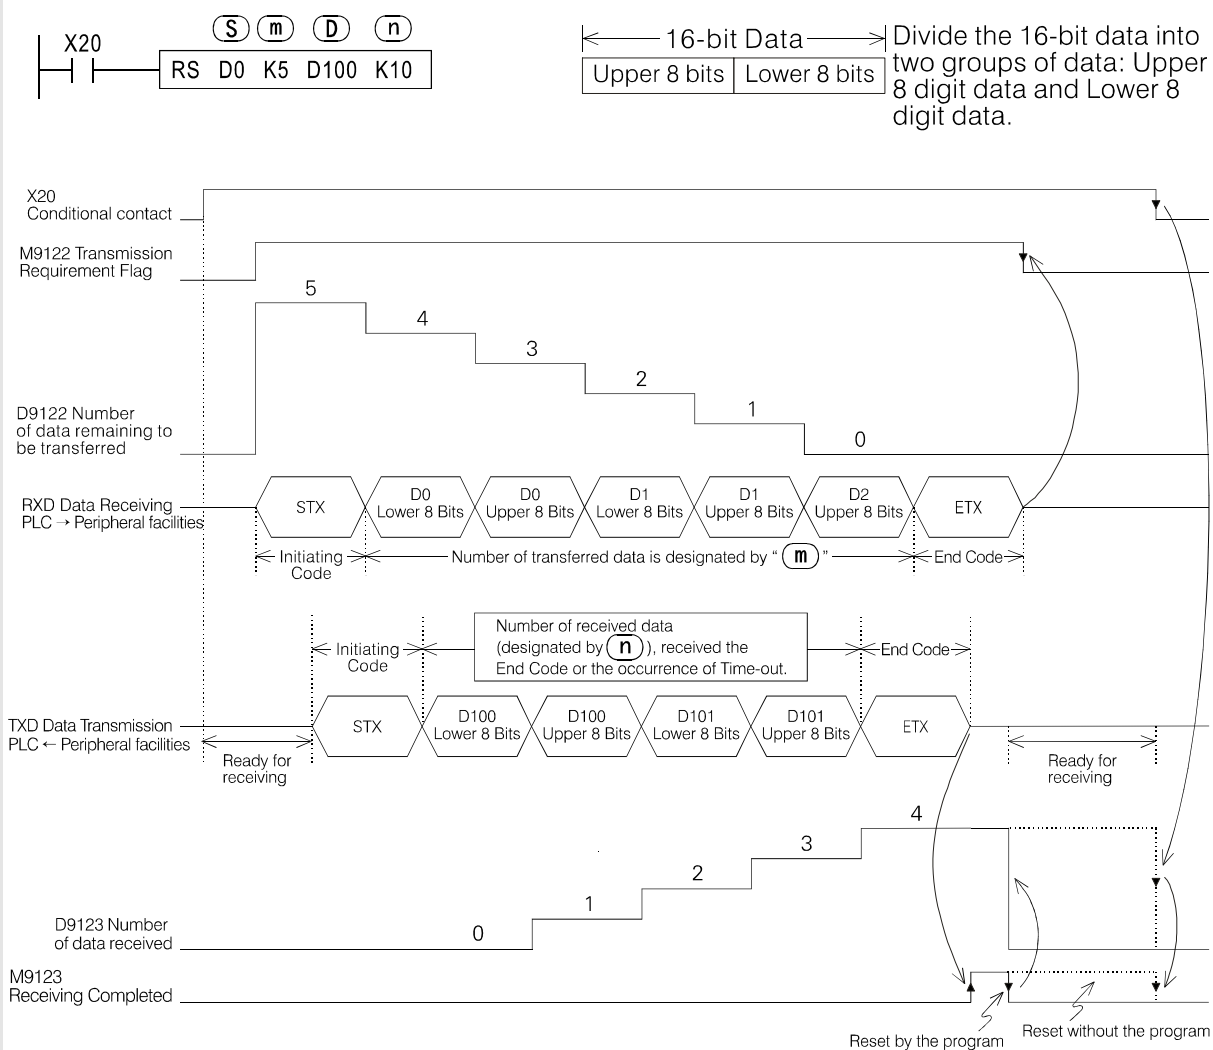 S m D n
X20
RS D0 K5 D100 K10
16-bit Data
Upper 8 bits Lower 8 bits
Divide the 16-bit data into
two groups of data: Upper
8 digit data and Lower 8
digit data.
X20
Conditional contact
M9122 Transmission
Requirement Flag
5
4
3
2
1
0
D9122 Number
of data remaining to
be transferred
RXD Data Receiving
PLC → Peripheral facilities
STX
D0
Lower 8 Bits
D0
Upper 8 Bits
D1
Lower 8 Bits
D1
Upper 8 Bits
D2
Upper 8 Bits
ETX
Initiating
Code
Number of transferred data is designated by “ m ”
End Code
Initiating
Code
Number of received data
(designated by n ), received the
End Code or the occurrence of Time-out.
End Code
TXD Data Transmission
PLC ← Peripheral facilities
STX
D100
Lower 8 Bits
D100
Upper 8 Bits
D101
Lower 8 Bits
D101
Upper 8 Bits
ETX
Ready for
receiving
Ready for
receiving
4
3
2
1
0
D9123 Number
of data received
M9123
Receiving Completed
Reset by the program
Reset without the program